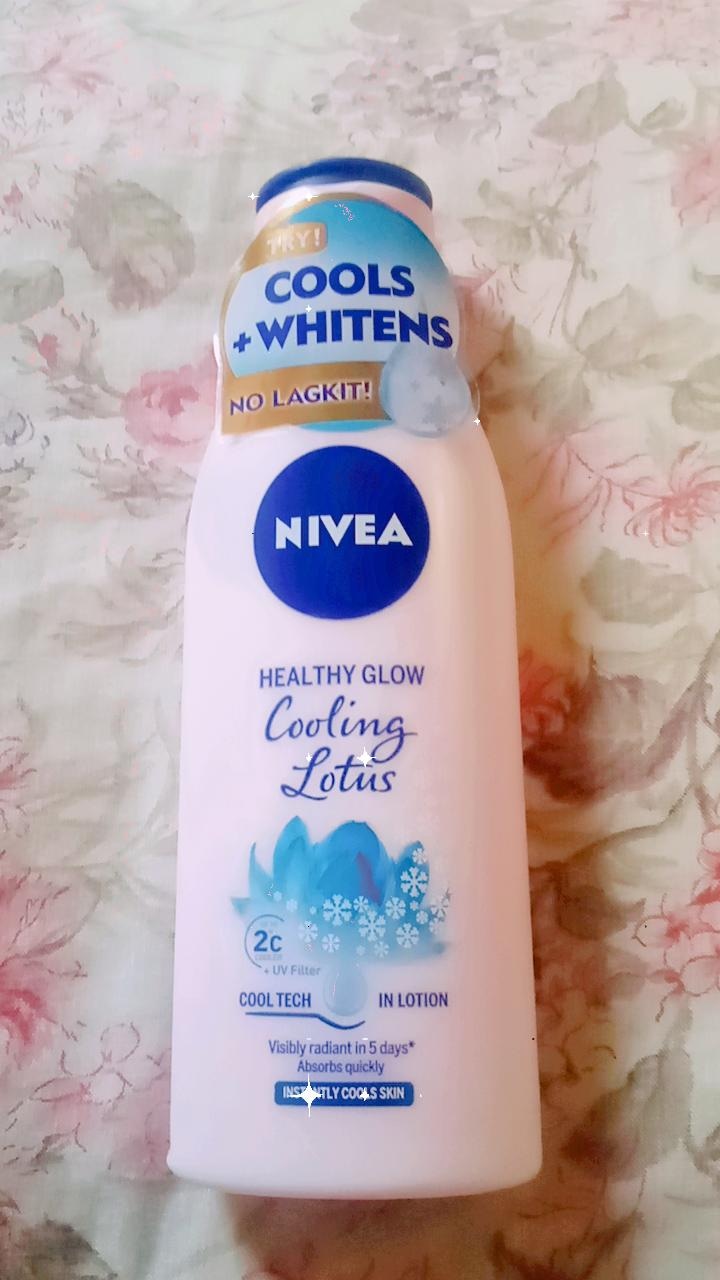 TRY!
COOLS
+ WHITENS
NO LAGKIT!
NIVEA
HEALTHY GLOW
Cooling
Lotus
2c
COOLER
+ UV Filter
COOL TECH IN LOTION
Visibly radiant in 5 days*
Absorbs quickly
INSTANTLY COOLS SKIN